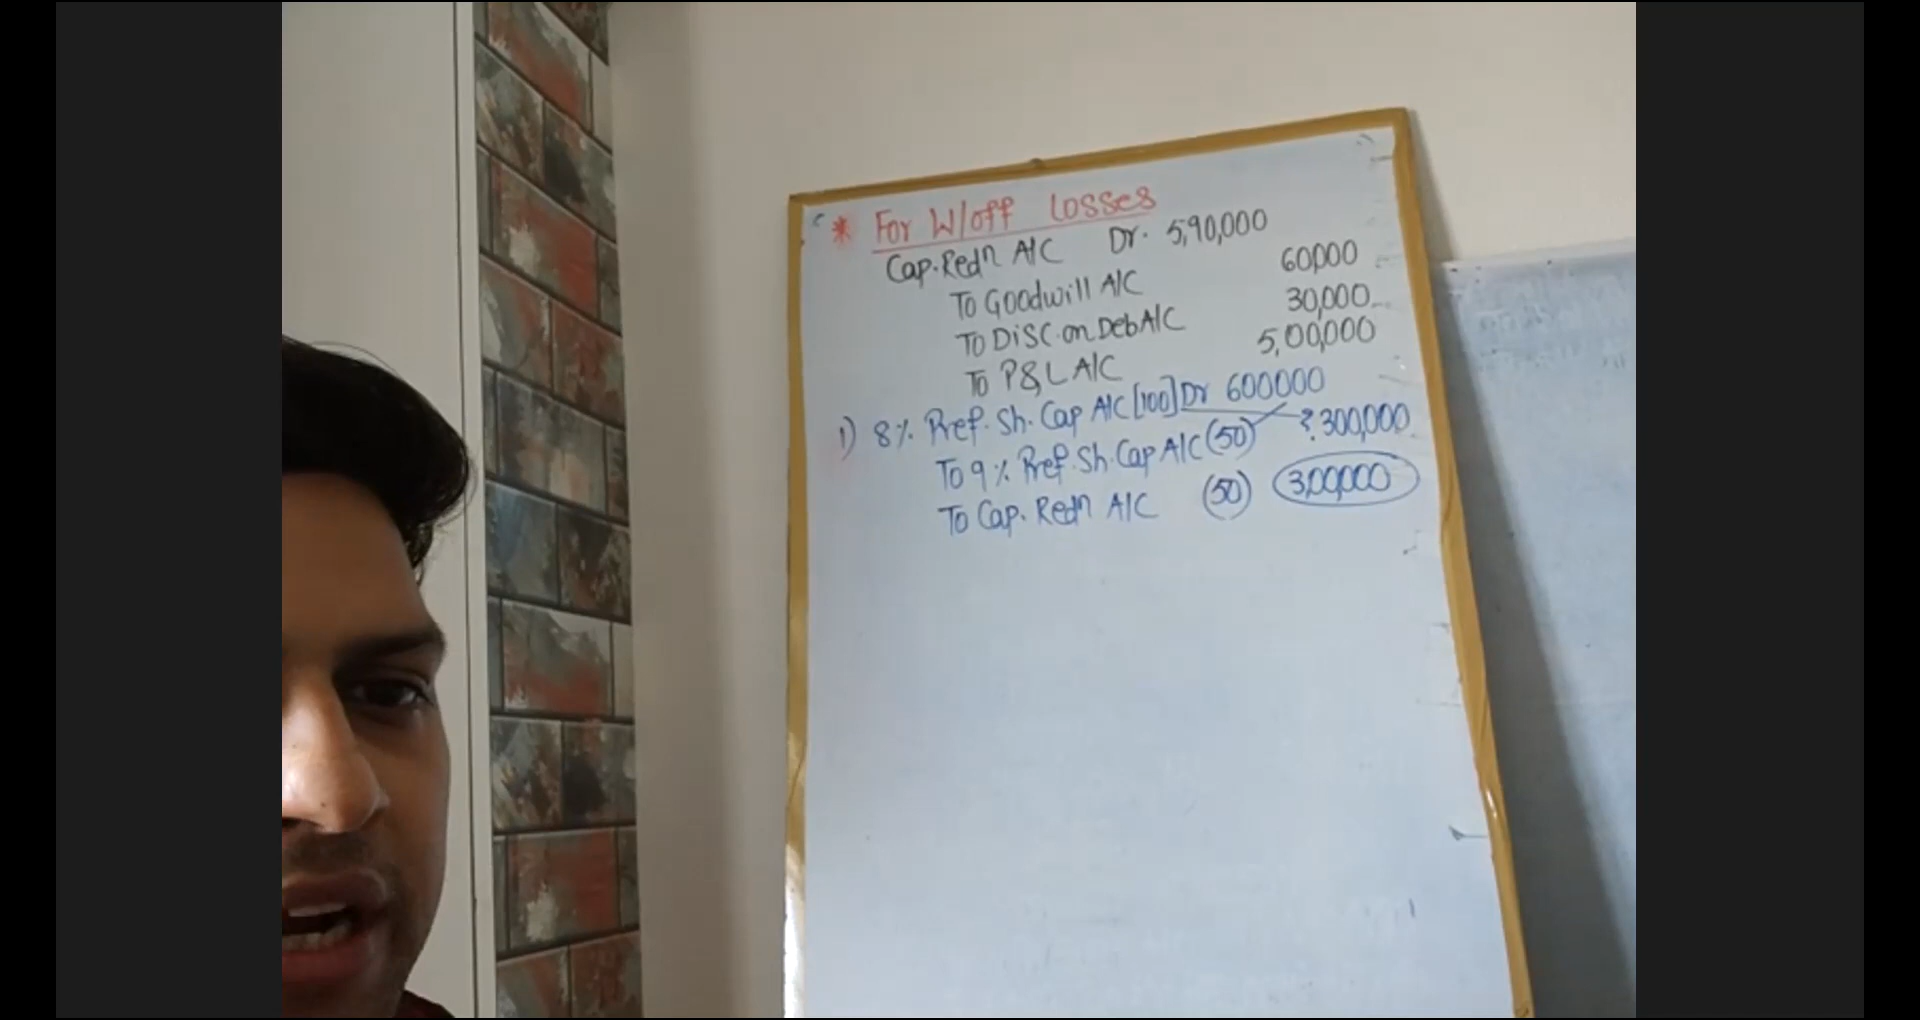 * For W/off Losses
Cap.Redn A/C Dr. 5,90,000
To Goodwill A/C 60,000
To Disc.on.Deb A/C 30,000
To P&L A/C 5,00,000
1) 8% Pref.Sh.Cap A/C [100] Dr 600000
To 9% Pref.Sh.Cap A/C (50) 300,000
To Cap. Redn A/C (50) 3,00,000